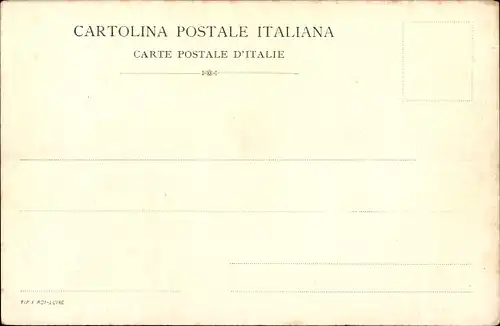 CARTOLINA POSTALE ITALIANA
CARTE POSTALE D'ITALIE